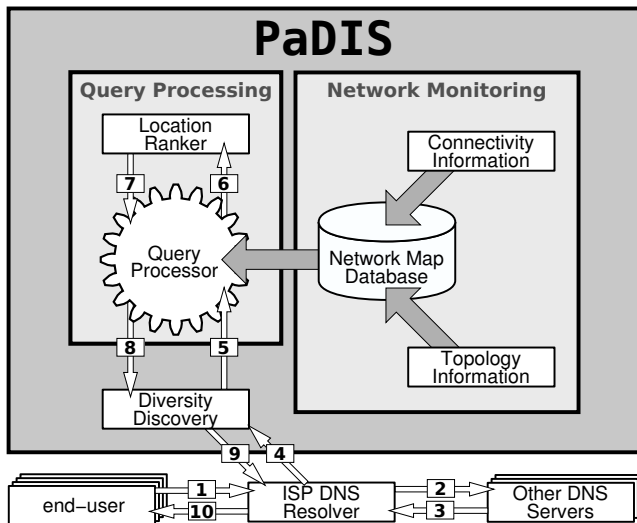 PaDIS
Query Processing
Network Monitoring
Location
Ranker
Connectivity
Information
7
6
Query
Processor
Network Map
Database
8
5
Topology
Information
Diversity
Discovery
9
4
end-user
1
10
ISP DNS
Resolver
2
3
Other DNS
Servers